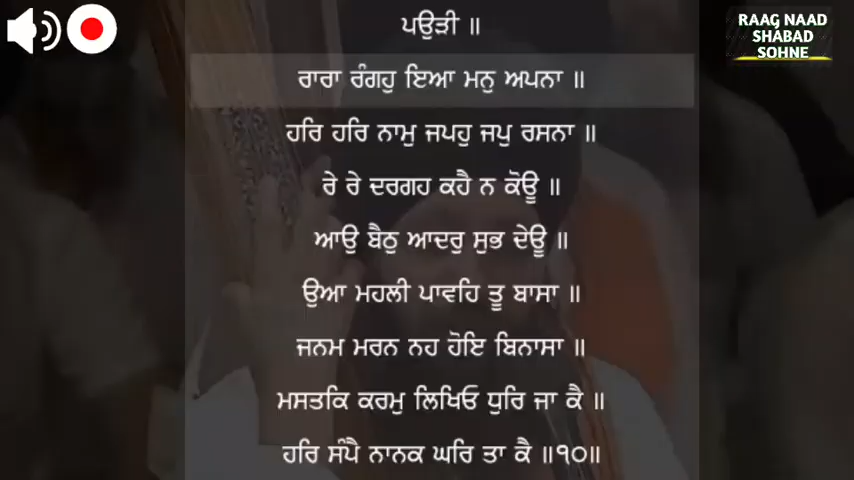 ਪਉੜੀ ॥
ਰਾਰਾ ਰੰਗਹੁ ਇਆ ਮਨੁ ਅਪਨਾ ॥
ਹਰਿ ਹਰਿ ਨਾਮੁ ਜਪਹੁ ਜਪੁ ਰਸਨਾ ॥
ਰੇ ਰੇ ਦਰਗਹ ਕਹੈ ਨ ਕੋਊ ॥
ਆਉ ਬੈਠੁ ਆਦਰੁ ਸੁਭ ਦੇਊ ॥
ਉਆ ਮਹਲੀ ਪਾਵਹਿ ਤੂ ਬਾਸਾ ॥
ਜਨਮ ਮਰਨ ਨਹ ਹੋਇ ਬਿਨਾਸਾ ॥
ਮਸਤਕਿ ਕਰਮੁ ਲਿਖਿਓ ਧੁਰਿ ਜਾ ਕੈ ॥
ਹਰਿ ਸੰਪੈ ਨਾਨਕ ਘਰਿ ਤਾ ਕੈ ॥੧੦॥
RAAG NAAD
SHABAD
SOHNE